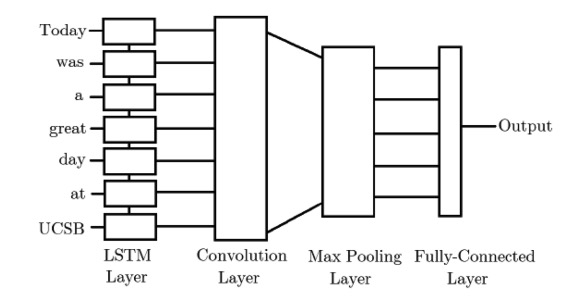 Today
was
a
great
day
at
UCSB
Output
LSTM
Layer
Convolution
Layer
Max Pooling
Layer
Fully-Connected
Layer